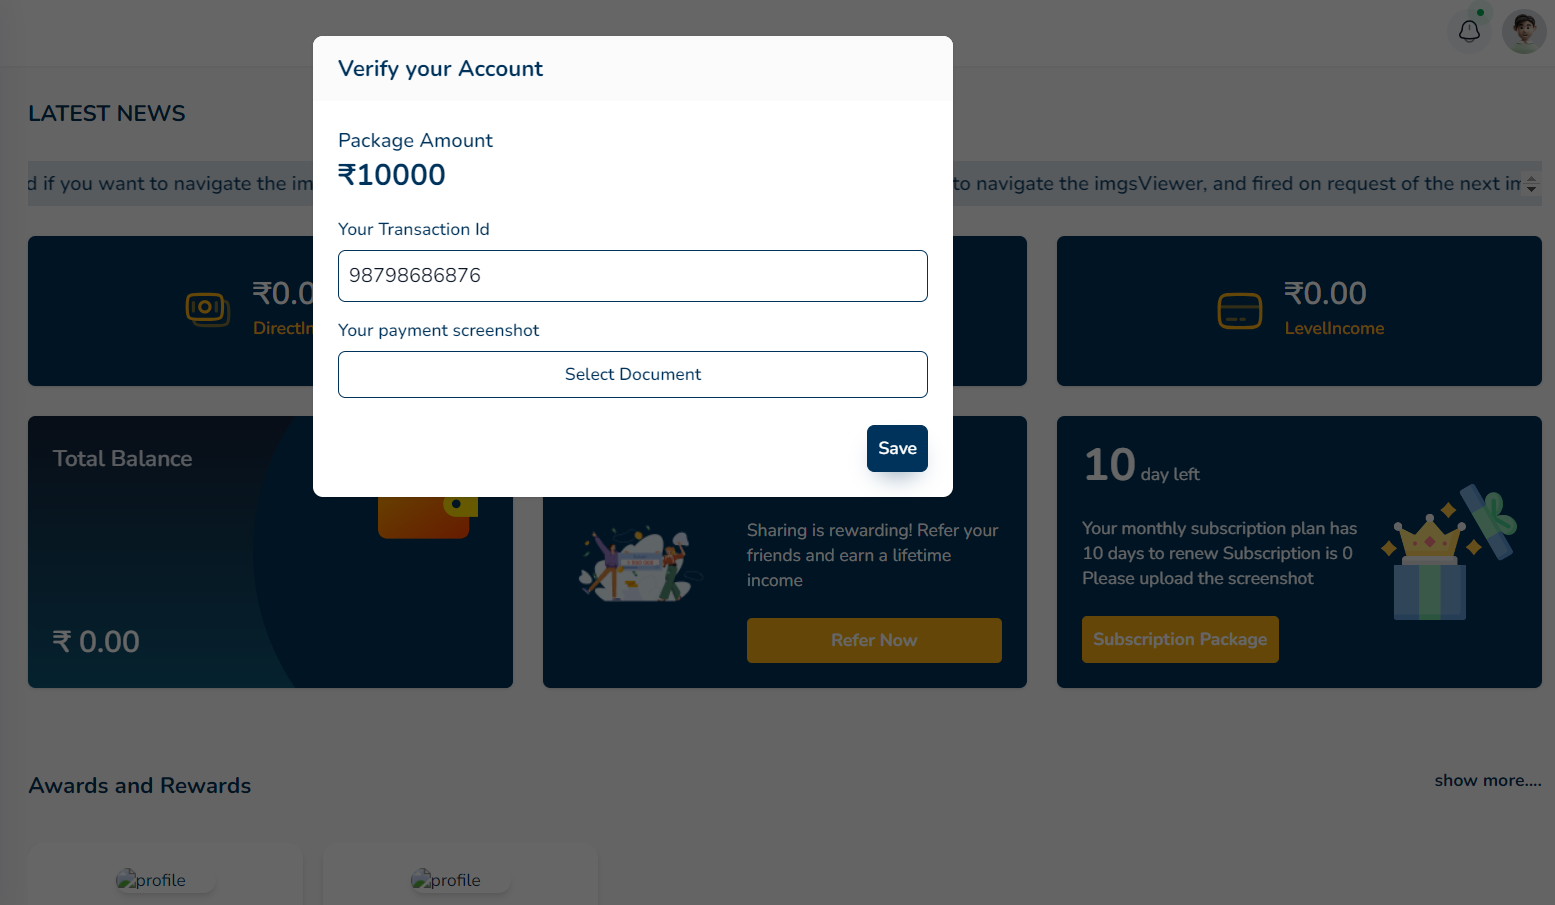 Verify your Account
Package Amount
₹10000
Your Transaction Id
98798686876
Your payment screenshot
Select Document
Save
LATEST NEWS
d if you want to navigate the im
to navigate the imgsViewer, and fired on request of the next im
₹0.0
DirectIn
₹0.00
LevelIncome
Total Balance
₹ 0.00
Sharing is rewarding! Refer your
friends and earn a lifetime
income
Refer Now
10 day left
Your monthly subscription plan has
10 days to renew Subscription is 0
Please upload the screenshot
Subscription Package
Awards and Rewards
show more....
profile
profile